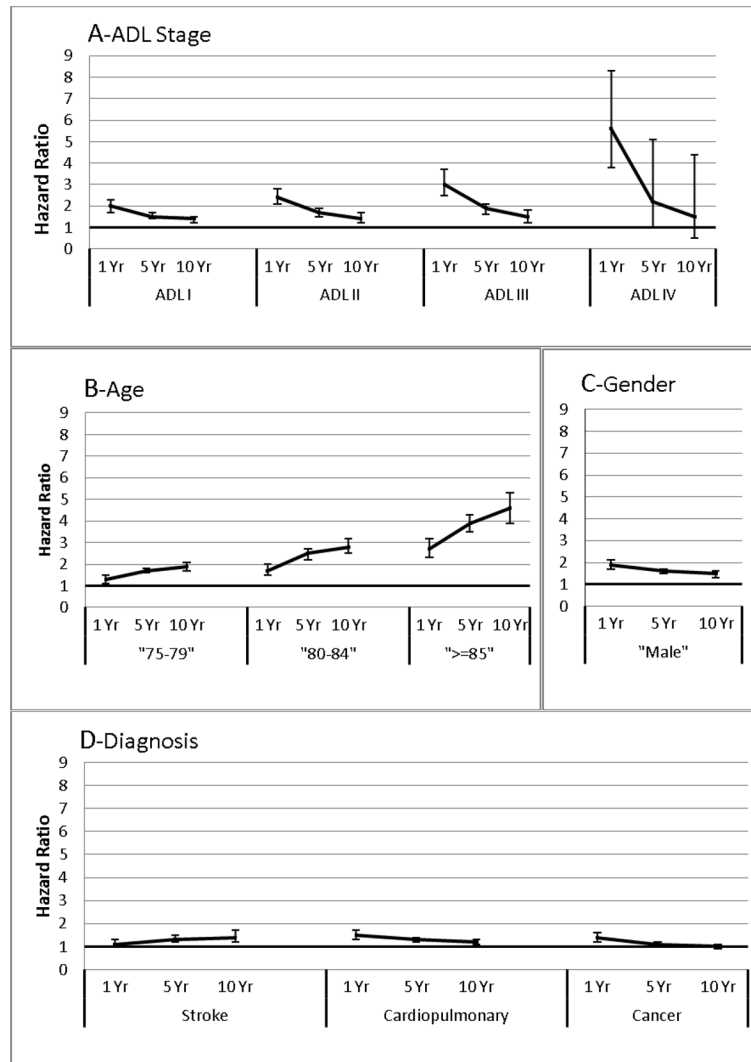 A-ADL Stage
Hazard Ratio
9
8
7
6
5
4
3
2
1
0
1 Yr 5 Yr 10 Yr 1 Yr 5 Yr 10 Yr 1 Yr 5 Yr 10 Yr 1 Yr 5 Yr 10 Yr
ADL I ADL II ADL III ADL IV
B-Age
Hazard Ratio
9
8
7
6
5
4
3
2
1
0
1 Yr 5 Yr 10 Yr 1 Yr 5 Yr 10 Yr 1 Yr 5 Yr 10 Yr
"75-79" "80-84" ">=85"
C-Gender
9
8
7
6
5
4
3
2
1
0
1 Yr 5 Yr 10 Yr
"Male"
D-Diagnosis
Hazard Ratio
9
8
7
6
5
4
3
2
1
0
1 Yr 5 Yr 10 Yr 1 Yr 5 Yr 10 Yr 1 Yr 5 Yr 10 Yr
Stroke Cardiopulmonary Cancer